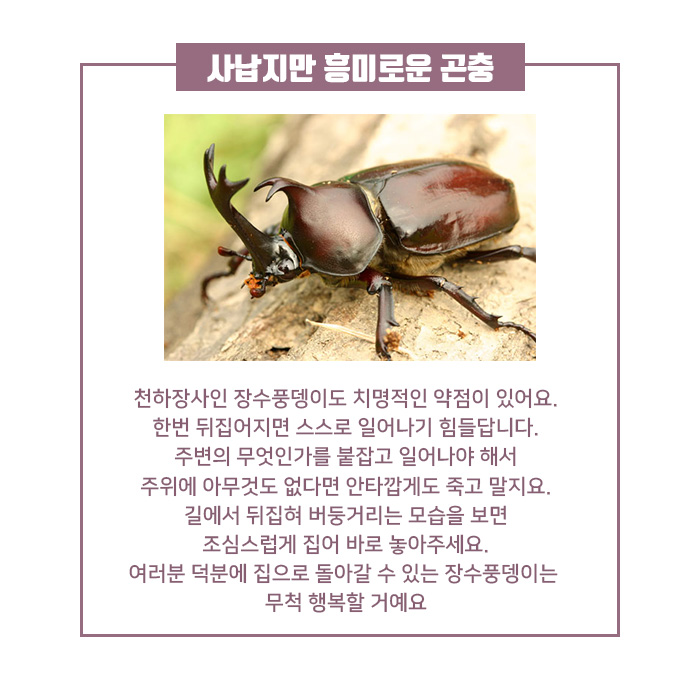 사납지만 흥미로운 곤충
천하장사인 장수풍뎅이도 치명적인 약점이 있어요.
한번 뒤집어지면 스스로 일어나기 힘들답니다.
주변의 무엇인가를 붙잡고 일어나야 해서
주위에 아무것도 없다면 안타깝게도 죽고 말지요.
길에서 뒤집혀 버둥거리는 모습을 보면
조심스럽게 집어 바로 놓아주세요.
여러분 덕분에 집으로 돌아갈 수 있는 장수풍뎅이는
무척 행복할 거예요